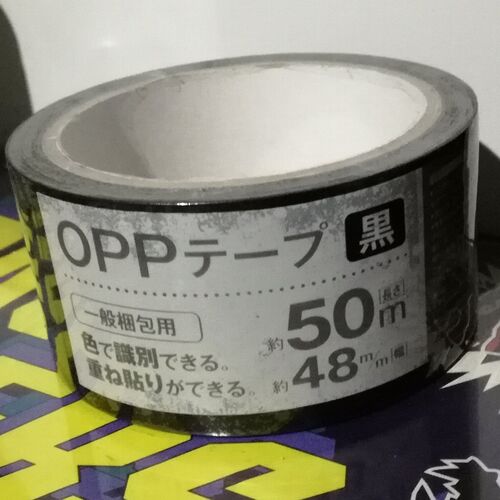 OPPテープ 黒
一般梱包用
色で識別できる。
重ね貼りができる。
約50m[長さ]
約48mm[幅]